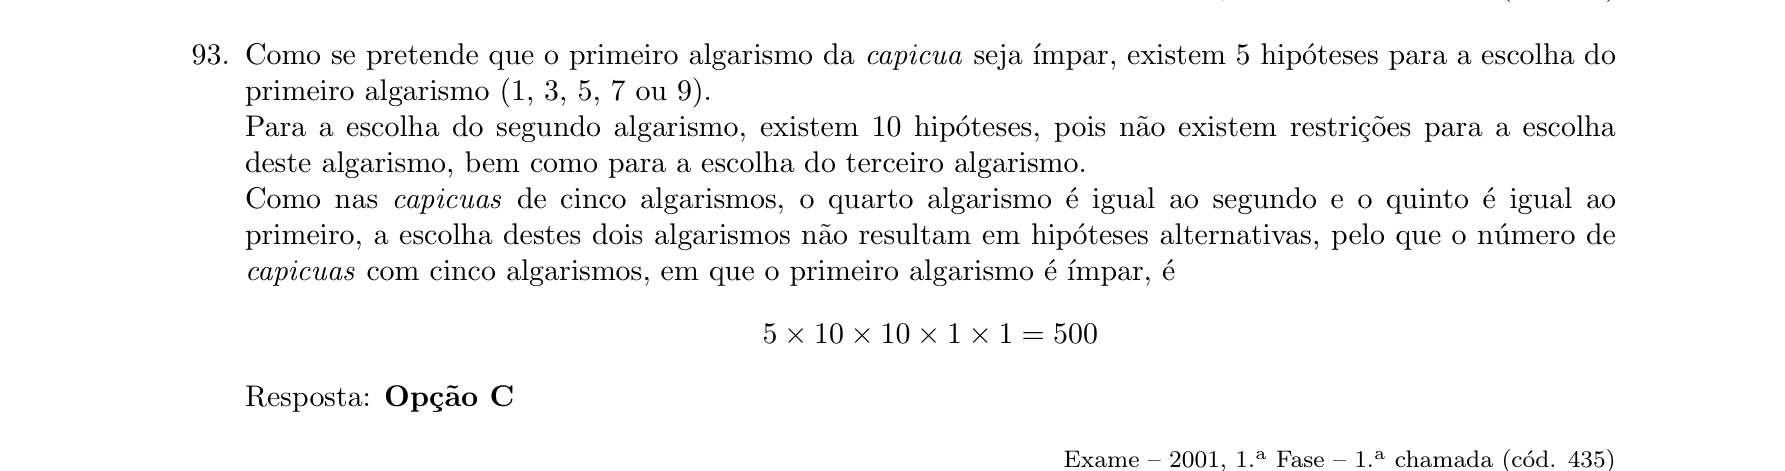 93. Como se pretende que o primeiro algarismo da capicua seja ímpar, existem 5 hipóteses para a escolha do
primeiro algarismo (1, 3, 5, 7 ou 9).
Para a escolha do segundo algarismo, existem 10 hipóteses, pois não existem restrições para a escolha
deste algarismo, bem como para a escolha do terceiro algarismo.
Como nas capicuas de cinco algarismos, o quarto algarismo é igual ao segundo e o quinto é igual ao
primeiro, a escolha destes dois algarismos não resultam em hipóteses alternativas, pelo que o número de
capicuas com cinco algarismos, em que o primeiro algarismo é ímpar, é
5 × 10 × 10 × 1 × 1 = 500
Resposta: Opção C
Exame – 2001, 1.ª Fase – 1.ª chamada (cód. 435)